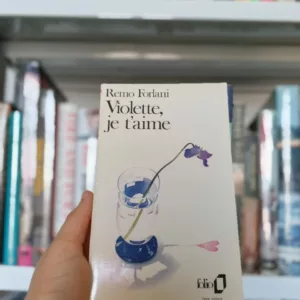 Remo Forlani
Violette,
je t'aime
folio